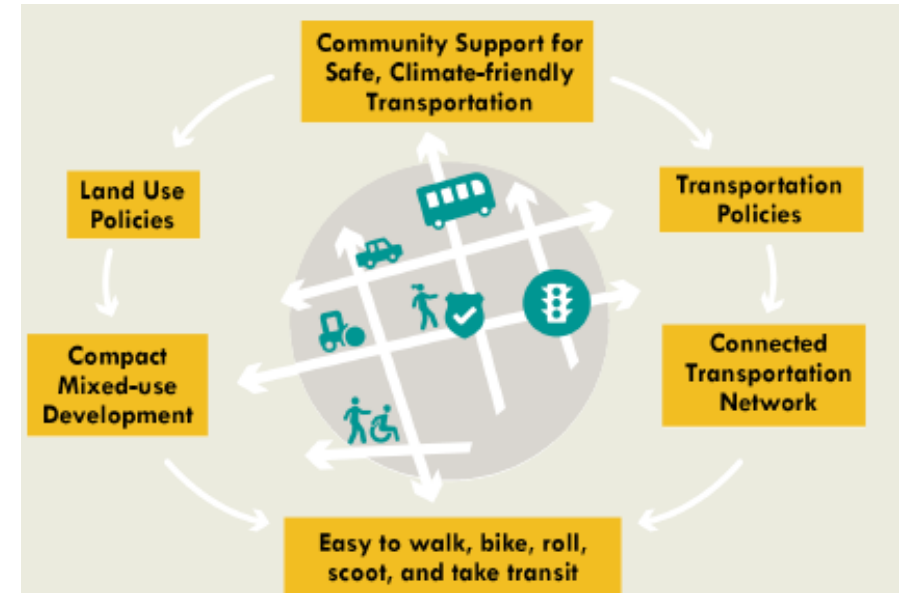 Community Support for
Safe, Climate-friendly
Transportation
Land Use
Policies
Transportation
Policies
Compact
Mixed-use
Development
Connected
Transportation
Network
Easy to walk, bike, roll,
scoot, and take transit